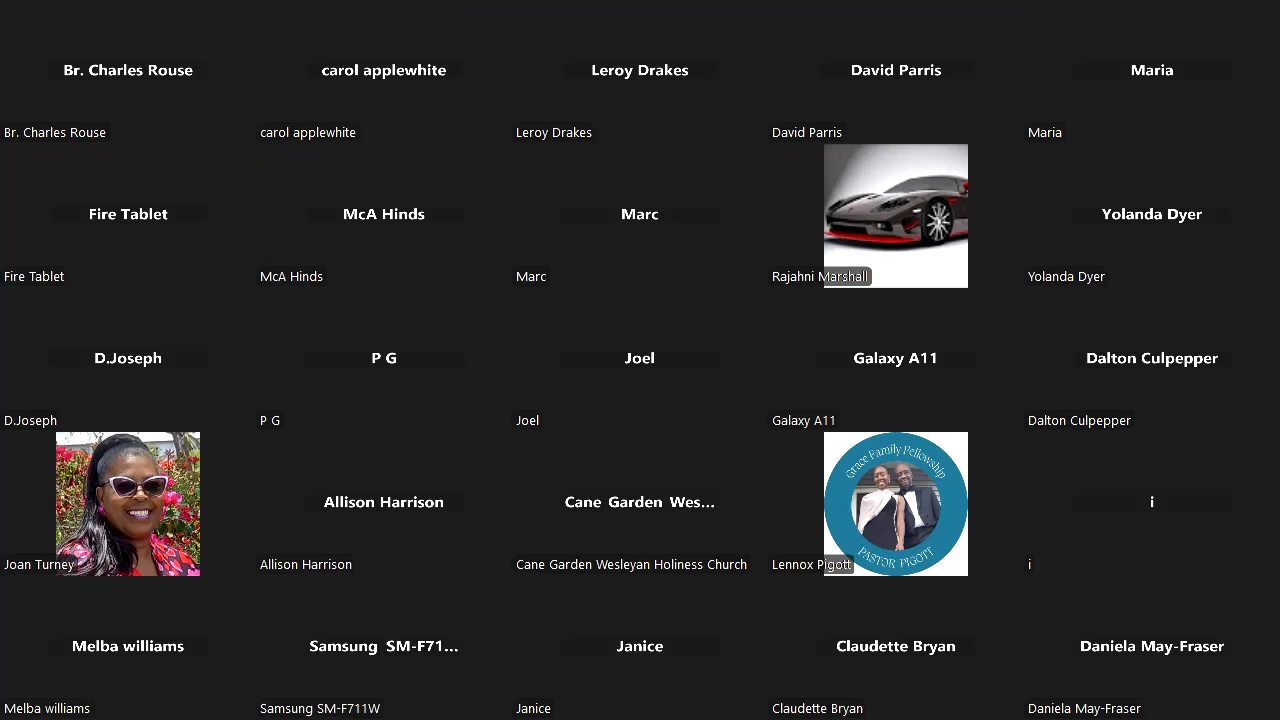 Br. Charles Rouse
carol applewhite
Leroy Drakes
David Parris
Maria
Br. Charles Rouse
carol applewhite
Leroy Drakes
David Parris
Maria
Fire Tablet
McA Hinds
Marc
Yolanda Dyer
Fire Tablet
McA Hinds
Marc
Rajahni Marshall
Yolanda Dyer
D.Joseph
P G
Joel
Galaxy A11
Dalton Culpepper
D.Joseph
P G
Joel
Galaxy A11
Dalton Culpepper
Grace Family Fellowship
Allison Harrison
Cane Garden Wes...
i
PASTOR PIGOTT
Joan Turney
Allison Harrison
Cane Garden Wesleyan Holiness Church
Lennox Pigott
i
Melba williams
Samsung SM-F71...
Janice
Claudette Bryan
Daniela May-Fraser
Melba williams
Samsung SM-F711W
Janice
Claudette Bryan
Daniela May-Fraser